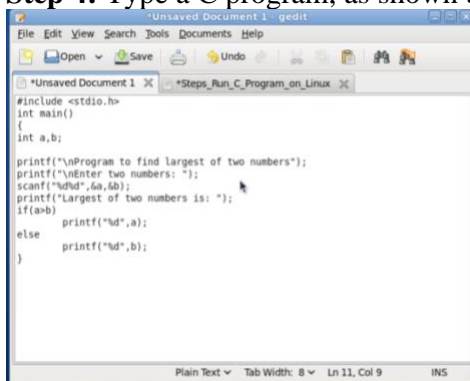 Step 4: Type a C program, as shown
*Unsaved Document 1 - gedit
File Edit View Search Tools Documents Help
Open Save Undo
*Unsaved Document 1 *Steps_Run_C_Program_on_Linux
#include <stdio.h>
int main()
{
int a,b;
printf("\nProgram to find largest of two numbers");
printf("\nEnter two numbers: ");
scanf("%d%d",&a,&b);
printf("Largest of two numbers is: ");
if(a>b)
printf("%d",a);
else
printf("%d",b);
}
Plain Text Tab Width: 8 Ln 11, Col 9 INS